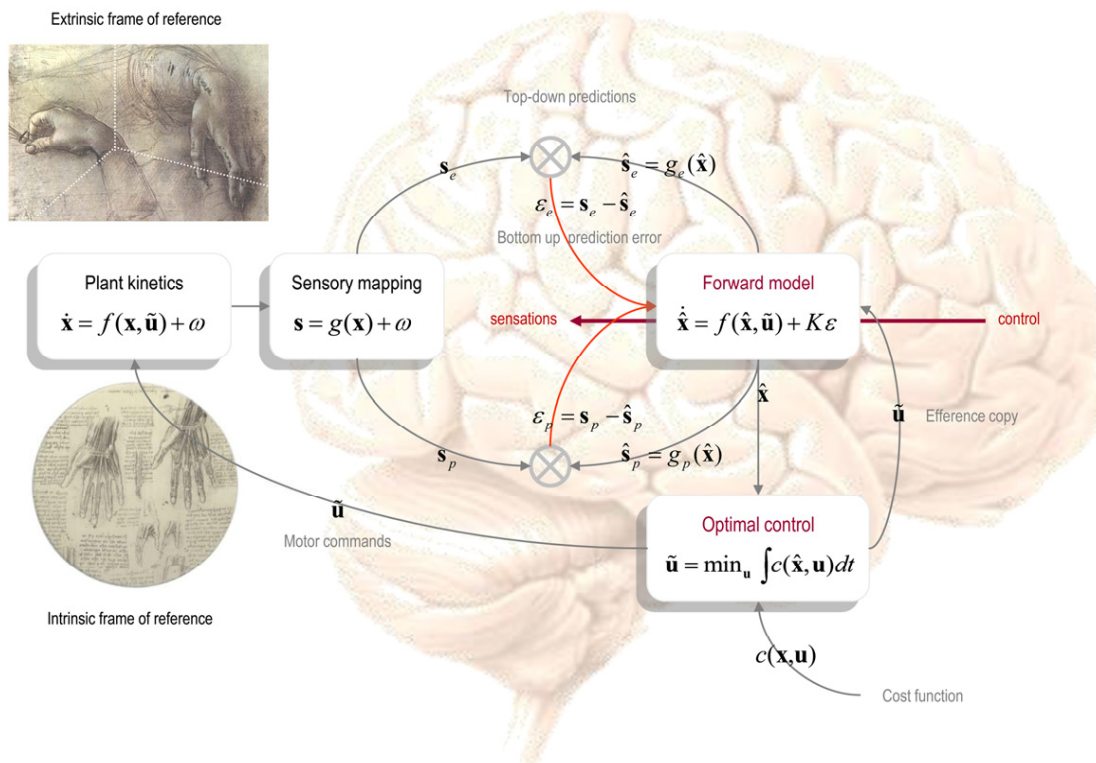 Extrinsic frame of reference
Top-down predictions
s_e
ŝ_e = g_e(x̂)
ε_e = s_e − ŝ_e
Bottom up prediction error
Plant kinetics
ẋ = f(x, ũ) + ω
Sensory mapping
s = g(x) + ω
Forward model
x̂̇ = f(x̂, ũ) + Kε
sensations
control
x̂
ũ
Efference copy
ε_p = s_p − ŝ_p
s_p
ŝ_p = g_p(x̂)
ũ
Motor commands
Optimal control
ũ = min_u ∫c(x̂, u)dt
Intrinsic frame of reference
c(x,u)
Cost function